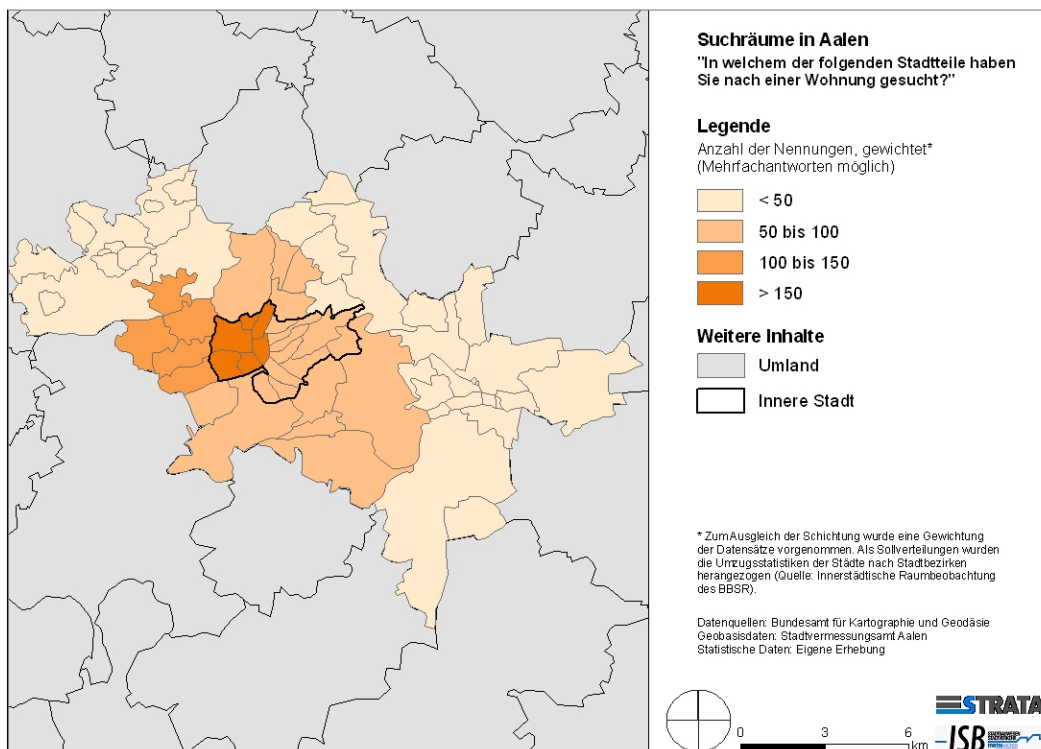 Suchräume in Aalen
"In welchem der folgenden Stadtteile haben
Sie nach einer Wohnung gesucht?"
Legende
Anzahl der Nennungen, gewichtet*
(Mehrfachantworten möglich)
< 50
50 bis 100
100 bis 150
> 150
Weitere Inhalte
Umland
Innere Stadt
* Zum Ausgleich der Schichtung wurde eine Gewichtung
der Datensätze vorgenommen. Als Sollverteilungen wurden
die Umzugsstatistiken der Städte nach Stadtbezirken
herangezogen (Quelle: Innerstädtische Raumbeobachtung
des BBSR).
Datenquellen: Bundesamt für Kartographie und Geodäsie
Geobasisdaten: Stadtvermessungsamt Aalen
Statistische Daten: Eigene Erhebung
STRATA
0 3 6
km
ISB